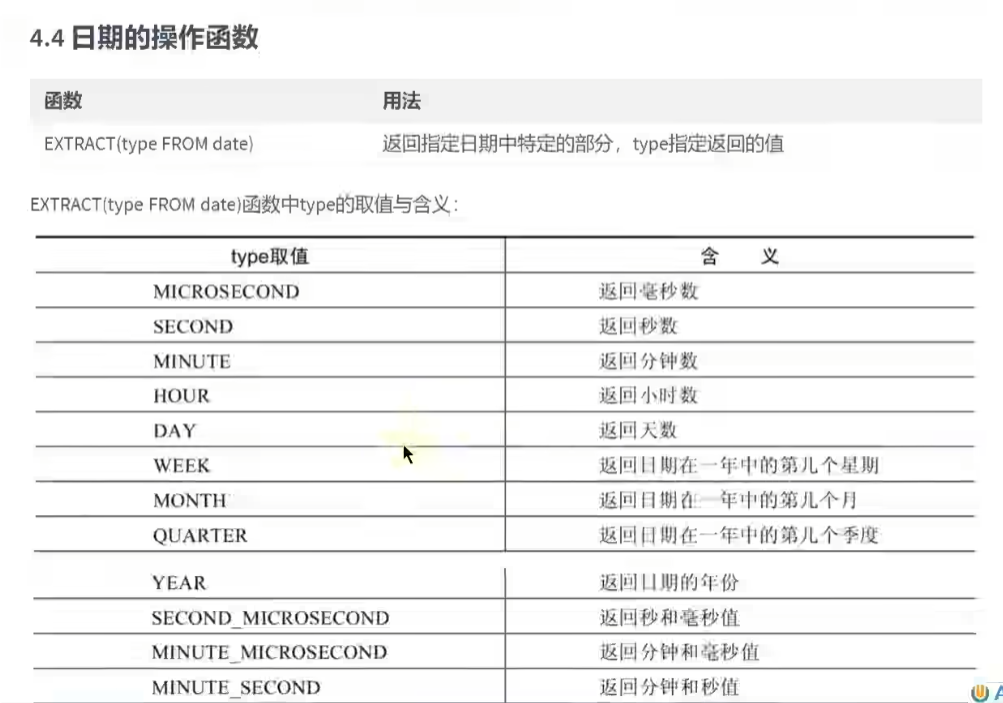 4.4 日期的操作函数
函数 用法
EXTRACT(type FROM date) 返回指定日期中特定的部分，type指定返回的值
EXTRACT(type FROM date)函数中type的取值与含义：
type取值 含 义
MICROSECOND 返回毫秒数
SECOND 返回秒数
MINUTE 返回分钟数
HOUR 返回小时数
DAY 返回天数
WEEK 返回日期在一年中的第几个星期
MONTH 返回日期在一年中的第几个月
QUARTER 返回日期在一年中的第几个季度
YEAR 返回日期的年份
SECOND_MICROSECOND 返回秒和毫秒值
MINUTE_MICROSECOND 返回分钟和毫秒值
MINUTE_SECOND 返回分钟和秒值